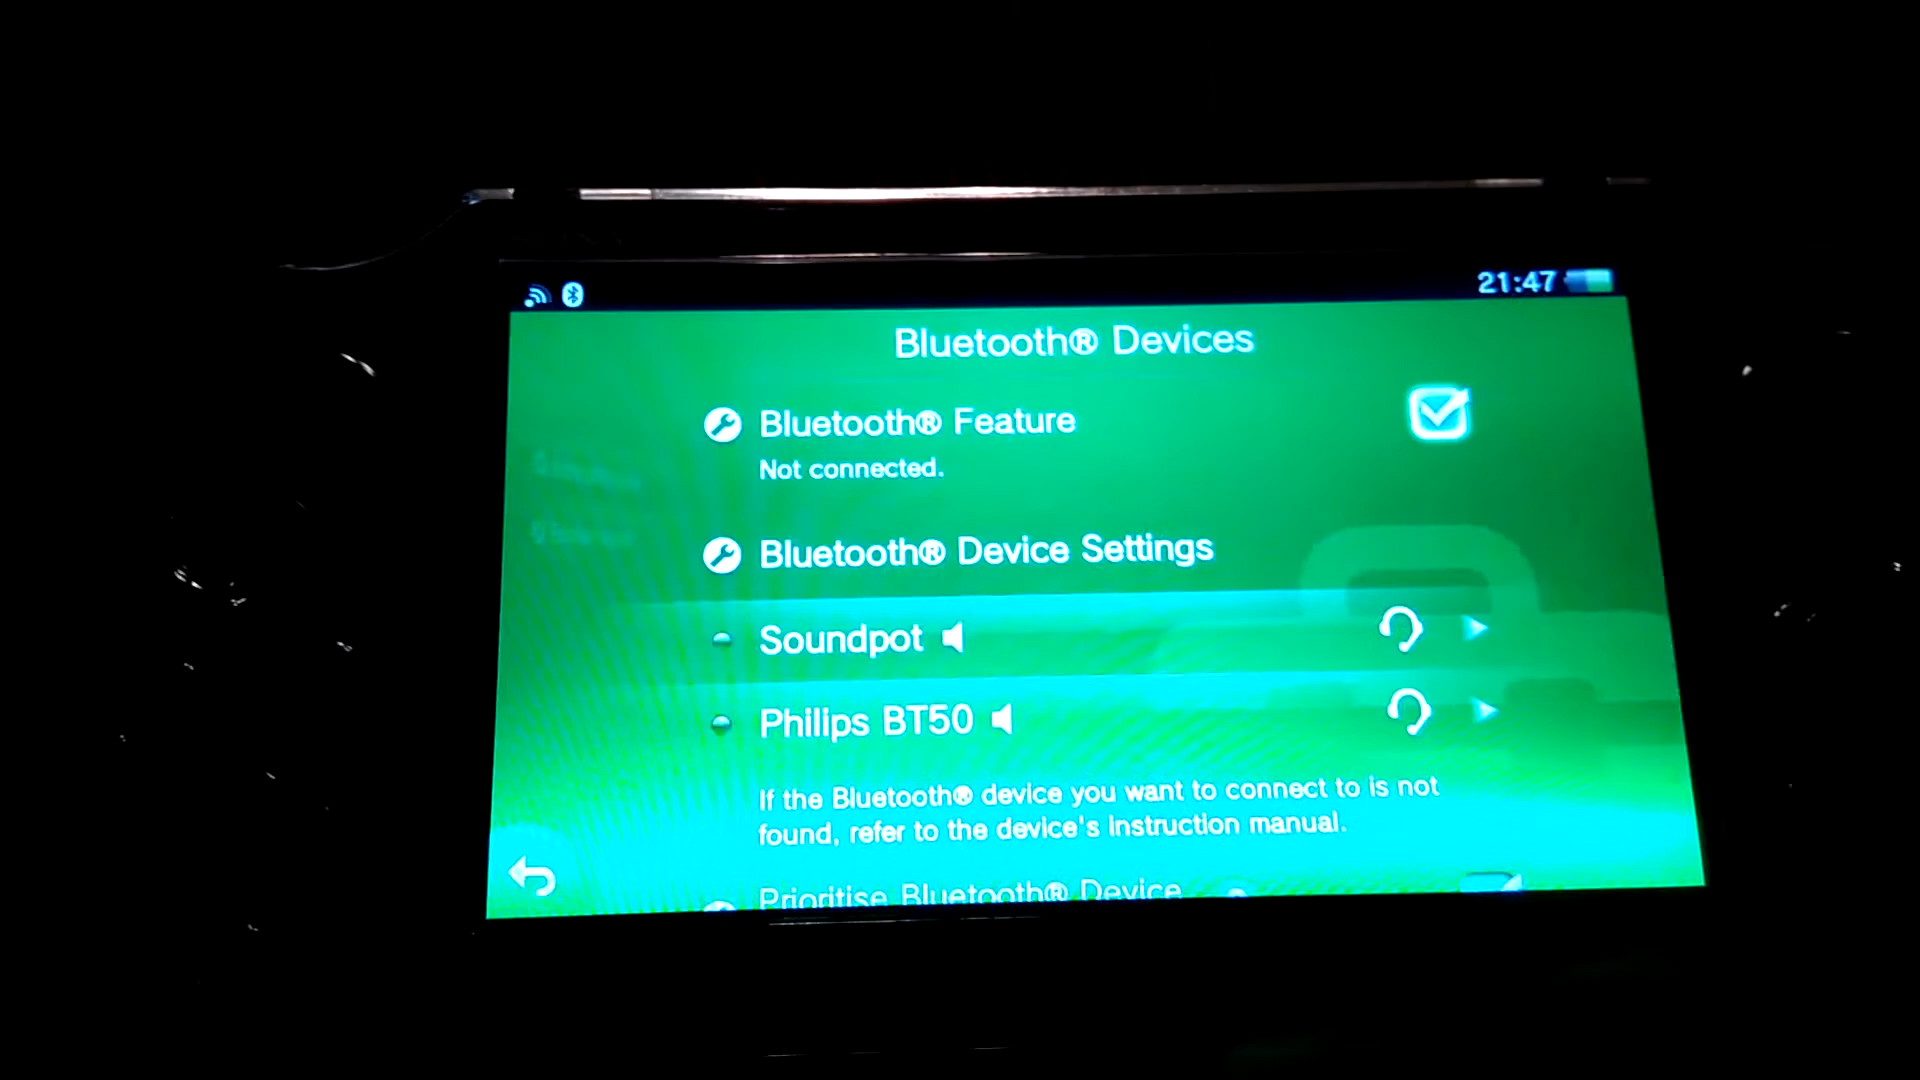 21:47
Bluetooth® Devices
Bluetooth® Feature
Not connected.
Bluetooth® Device Settings
Soundpot
Philips BT50
If the Bluetooth® device you want to connect to is not
found, refer to the device's instruction manual.
Prioritise Bluetooth® Device